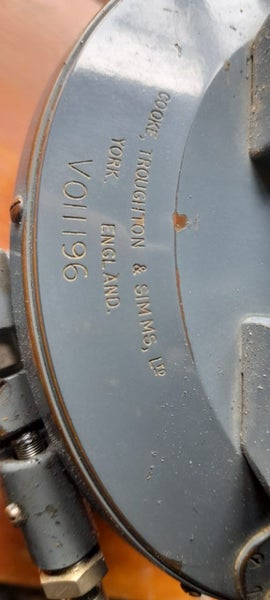 COOKE, TROUGHTON & SIMMS, LTD
YORK. ENGLAND.
V011196